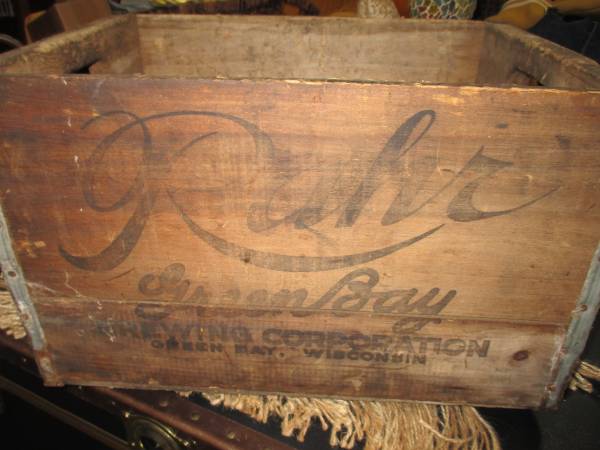 Rahr
Green Bay
BREWING CORPORATION
GREEN BAY, WISCONSIN